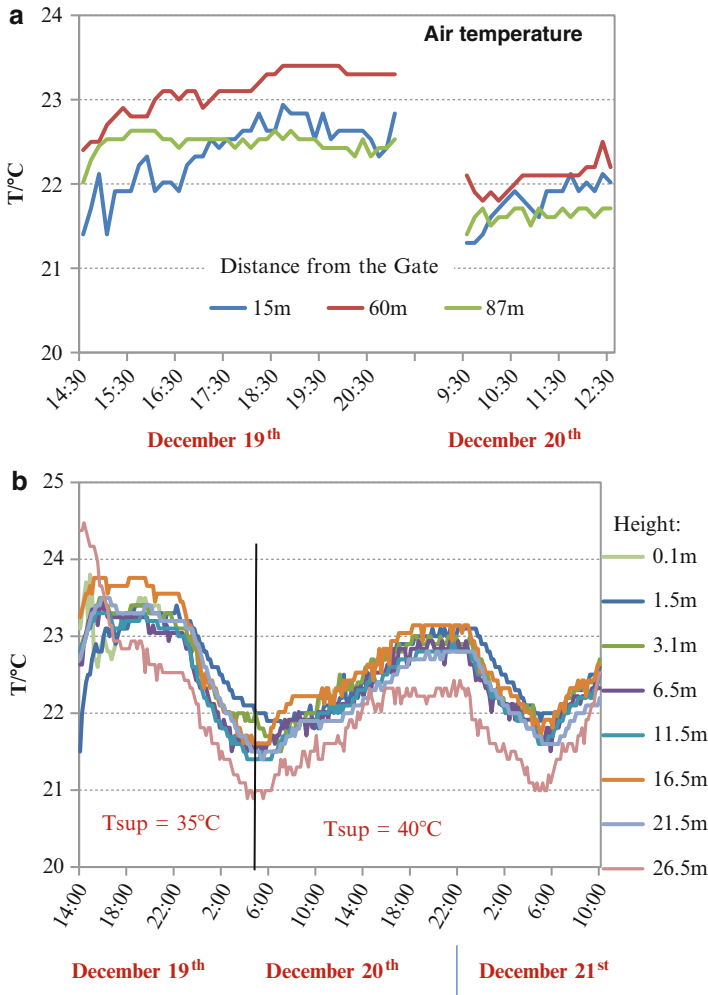 a
Air temperature
T/°C
24
23
22
21
20
Distance from the Gate
15m 60m 87m
14:30 15:30 16:30 17:30 18:30 19:30 20:30 9:30 10:30 11:30 12:30
December 19th December 20th
b
T/°C
25
24
23
22
21
20
Height:
0.1m
1.5m
3.1m
6.5m
11.5m
16.5m
21.5m
26.5m
Tsup = 35°C Tsup = 40°C
14:00 18:00 22:00 2:00 6:00 10:00 14:00 18:00 22:00 2:00 6:00 10:00
December 19th December 20th December 21st